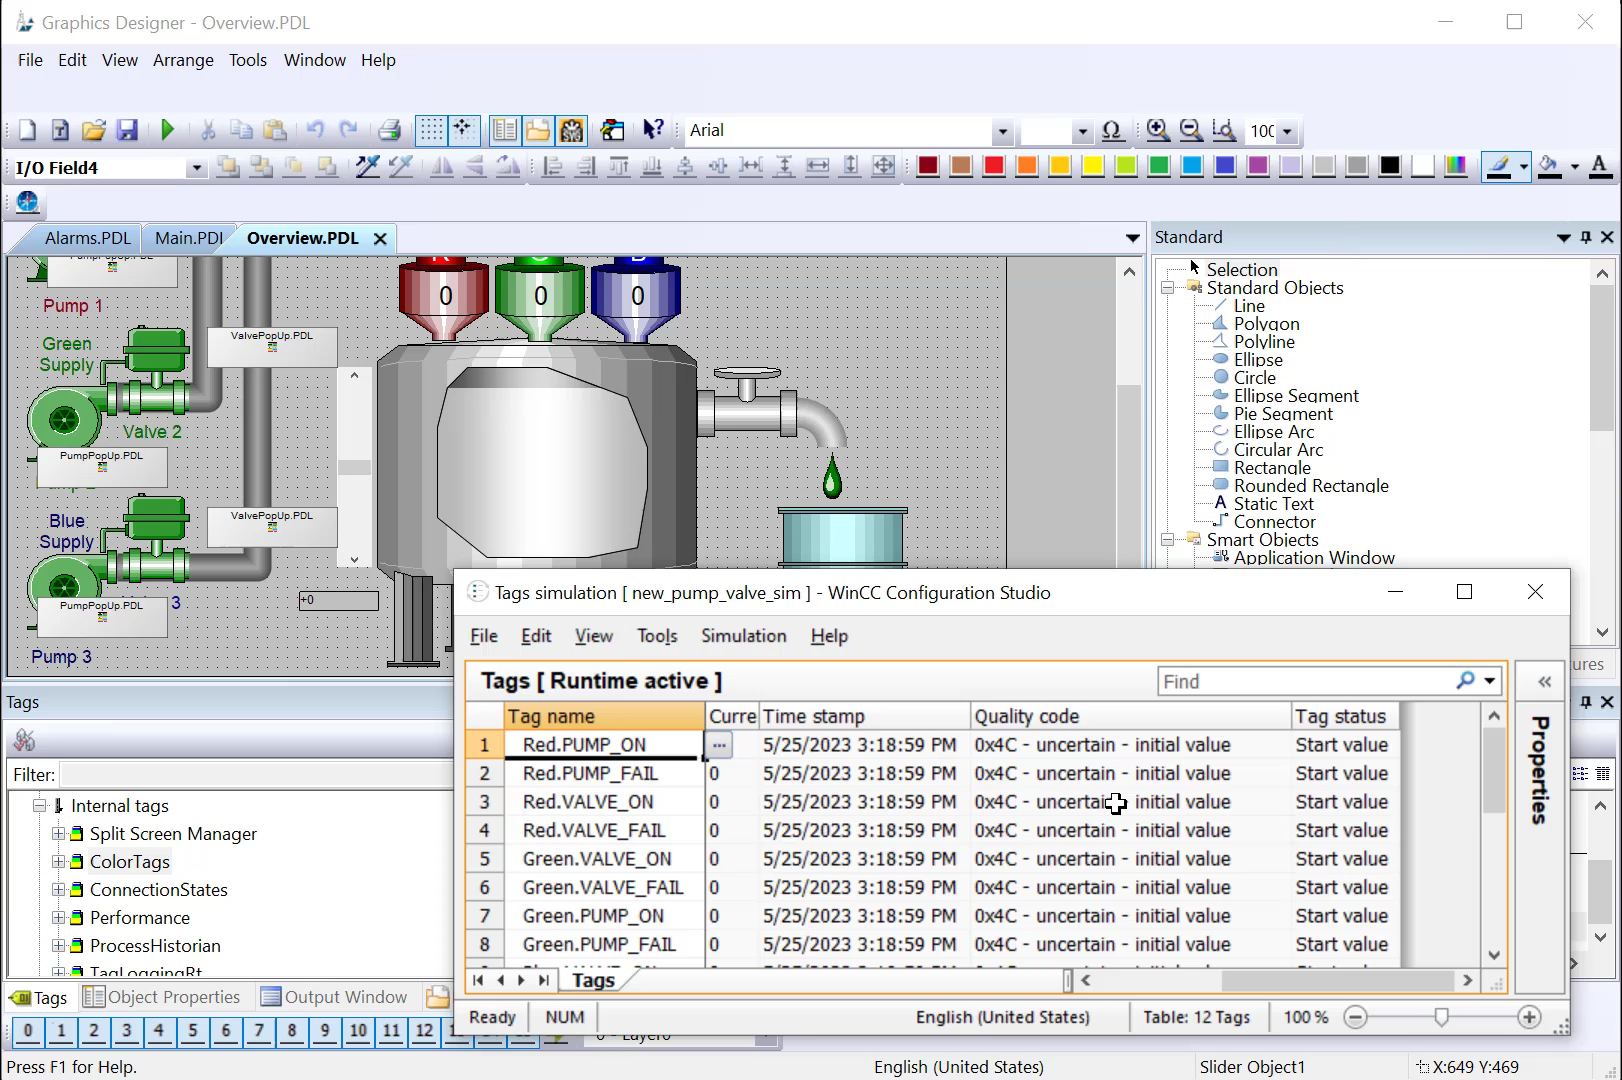 Graphics Designer - Overview.PDL
File Edit View Arrange Tools Window Help
Arial
Ω
I/O Field4
A
Alarms.PDL Main.PDL Overview.PDL
Standard
Selection
Standard Objects
Line
Polygon
Polyline
Ellipse
Circle
Ellipse Segment
Pie Segment
Ellipse Arc
Circular Arc
Rectangle
Rounded Rectangle
A Static Text
Connector
Smart Objects
Application Window
0 0 0
Pump 1
Green
Supply
ValvePopUp.PDL
Valve 2
PumpPopUp.PDL
Blue
Supply
ValvePopUp.PDL
PumpPopUp.PDL
3
+0
Pump 3
Tags simulation [ new_pump_valve_sim ] - WinCC Configuration Studio
File Edit View Tools Simulation Help
Tags [ Runtime active ]
Find
Tag name Curre Time stamp Quality code Tag status
1 Red.PUMP_ON ... 5/25/2023 3:18:59 PM 0x4C - uncertain - initial value Start value
2 Red.PUMP_FAIL 0 5/25/2023 3:18:59 PM 0x4C - uncertain - initial value Start value
3 Red.VALVE_ON 0 5/25/2023 3:18:59 PM 0x4C - uncertain - initial value Start value
4 Red.VALVE_FAIL 0 5/25/2023 3:18:59 PM 0x4C - uncertain - initial value Start value
5 Green.VALVE_ON 0 5/25/2023 3:18:59 PM 0x4C - uncertain - initial value Start value
6 Green.VALVE_FAIL 0 5/25/2023 3:18:59 PM 0x4C - uncertain - initial value Start value
7 Green.PUMP_ON 0 5/25/2023 3:18:59 PM 0x4C - uncertain - initial value Start value
8 Green.PUMP_FAIL 0 5/25/2023 3:18:59 PM 0x4C - uncertain - initial value Start value
Tags
Ready NUM English (United States) Table: 12 Tags 100 %
Properties
ures
Tags
Filter:
Internal tags
Split Screen Manager
ColorTags
ConnectionStates
Performance
ProcessHistorian
TagLoggingRt
Tags Object Properties Output Window
0 1 2 3 4 5 6 7 8 9 10 11 12
0 - Layer0
Press F1 for Help. English (United States) Slider Object1 X:649 Y:469